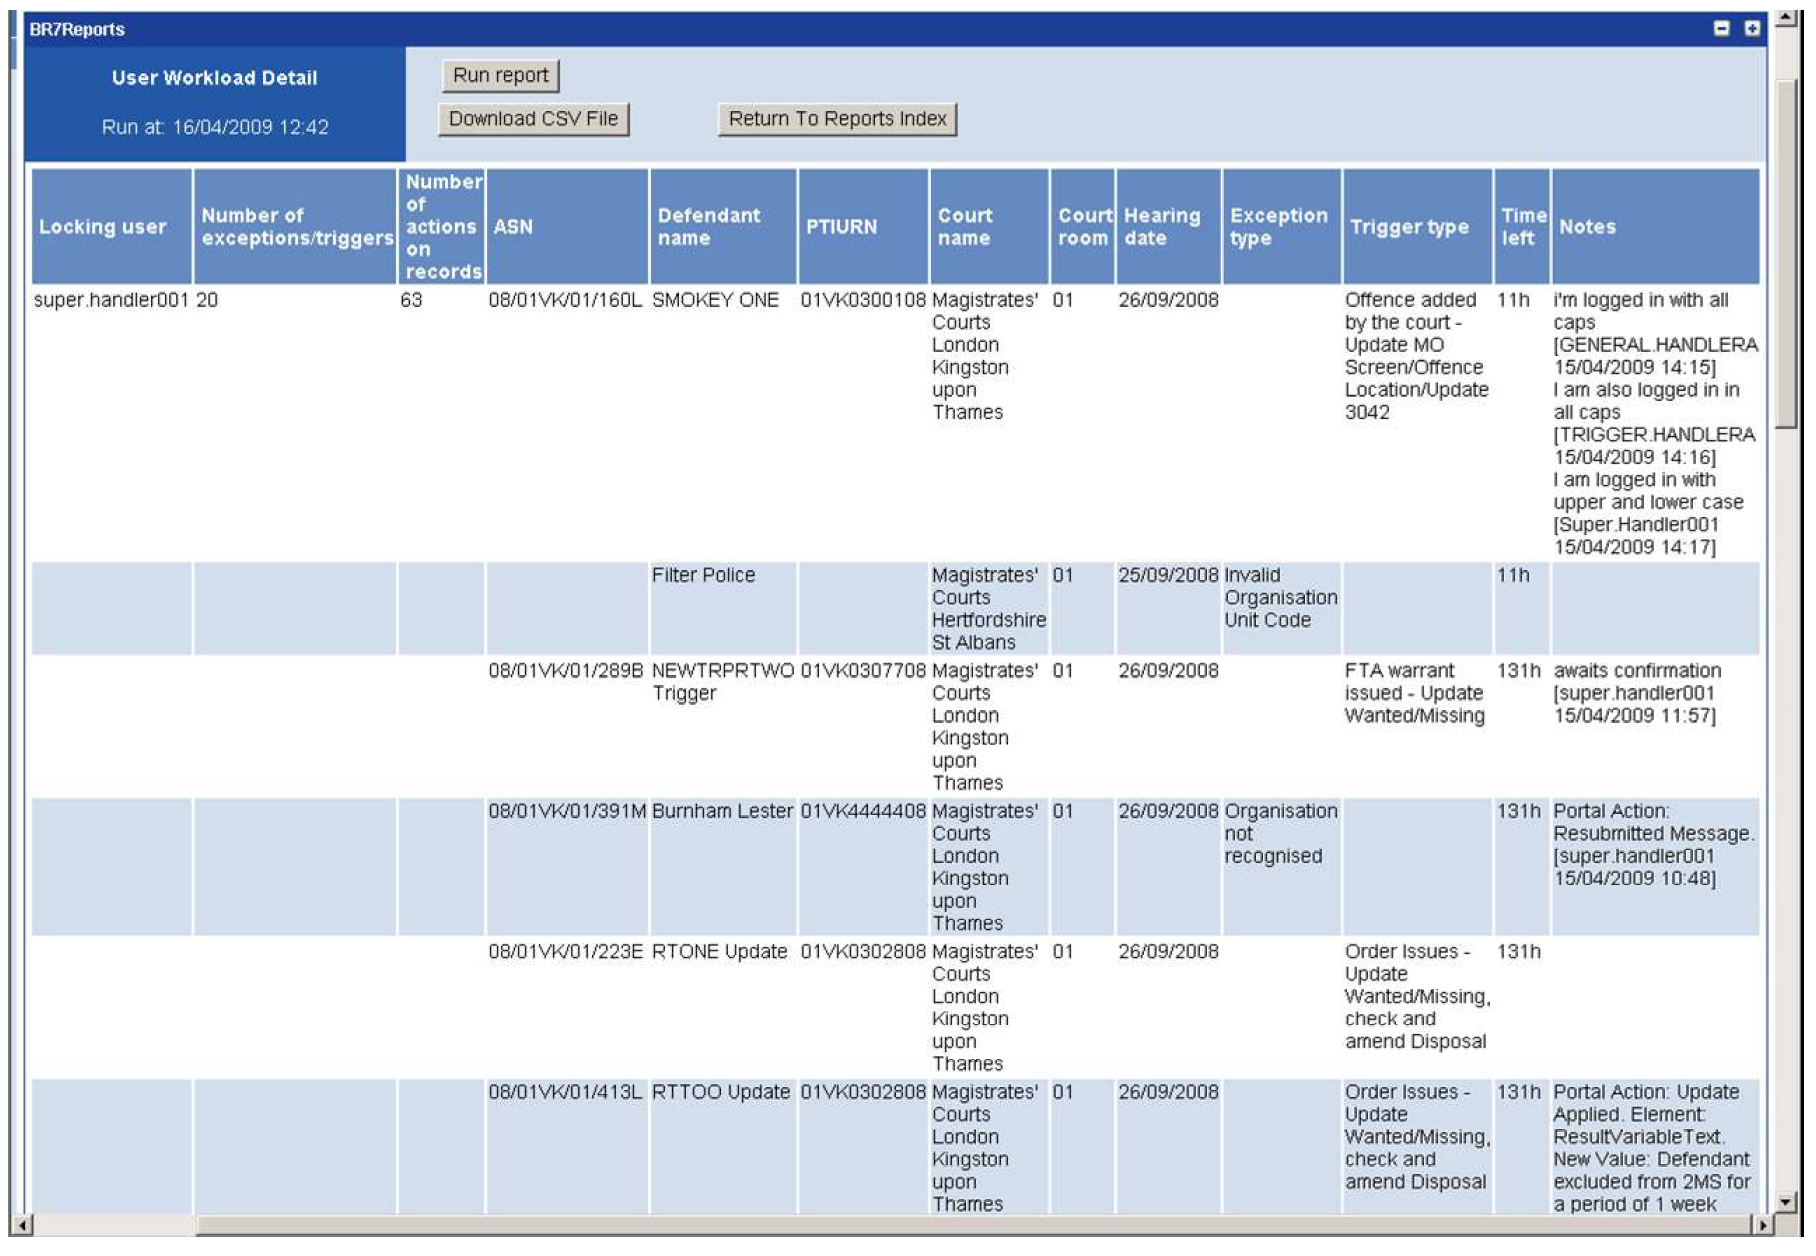 BR7Reports
User Workload Detail
Run at: 16/04/2009 12:42
Run report
Download CSV File
Return To Reports Index
Locking user
Number of
exceptions/triggers
Number
of
actions
on
records
ASN
Defendant
name
PTIURN
Court
name
Court
room
Hearing
date
Exception
type
Trigger type
Time
left
Notes
super.handler001
20
63
08/01VK/01/160L
SMOKEY ONE
01VK0300108
Magistrates'
Courts
London
Kingston
upon
Thames
01
26/09/2008
Offence added
by the court -
Update MO
Screen/Offence
Location/Update
3042
11h
i'm logged in with all
caps
[GENERAL.HANDLERA
15/04/2009 14:15]
I am also logged in in
all caps
[TRIGGER.HANDLERA
15/04/2009 14:16]
I am logged in with
upper and lower case
[Super.Handler001
15/04/2009 14:17]
Filter Police
Magistrates'
Courts
Hertfordshire
St Albans
01
25/09/2008
Invalid
Organisation
Unit Code
11h
08/01VK/01/289B
NEWTRPRTWO
Trigger
01VK0307708
Magistrates'
Courts
London
Kingston
upon
Thames
01
26/09/2008
FTA warrant
issued - Update
Wanted/Missing
131h
awaits confirmation
[super.handler001
15/04/2009 11:57]
08/01VK/01/391M
Burnham Lester
01VK4444408
Magistrates'
Courts
London
Kingston
upon
Thames
01
26/09/2008
Organisation
not
recognised
131h
Portal Action:
Resubmitted Message.
[super.handler001
15/04/2009 10:48]
08/01VK/01/223E
RTONE Update
01VK0302808
Magistrates'
Courts
London
Kingston
upon
Thames
01
26/09/2008
Order Issues -
Update
Wanted/Missing,
check and
amend Disposal
131h
08/01VK/01/413L
RTTOO Update
01VK0302808
Magistrates'
Courts
London
Kingston
upon
Thames
01
26/09/2008
Order Issues -
Update
Wanted/Missing,
check and
amend Disposal
131h
Portal Action: Update
Applied. Element:
ResultVariableText.
New Value: Defendant
excluded from 2MS for
a period of 1 week